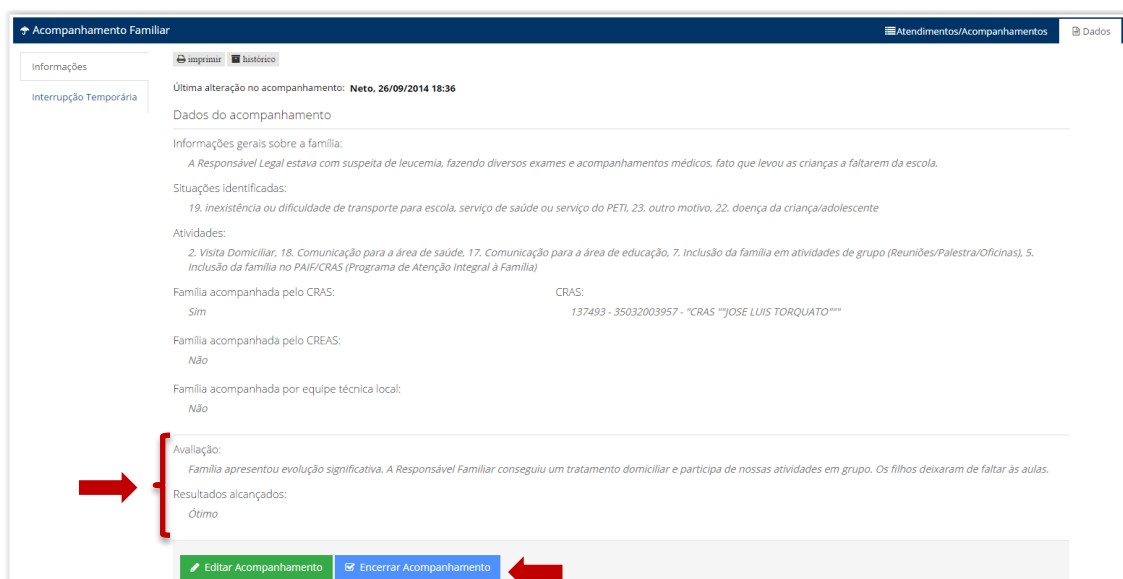 Acompanhamento Familiar
Atendimentos/Acompanhamentos
Dados
Informações
Interrupção Temporária
imprimir histórico
Última alteração no acompanhamento: Neto, 26/09/2014 18:36
Dados do acompanhamento
Informações gerais sobre a família:
A Responsável Legal estava com suspeita de leucemia, fazendo diversos exames e acompanhamentos médicos, fato que levou as crianças a faltarem da escola.
Situações identificadas:
19. inexistência ou dificuldade de transporte para escola, serviço de saúde ou serviço do PETI, 23. outro motivo, 22. doença da criança/adolescente
Atividades:
2. Visita Domiciliar, 18. Comunicação para a área de saúde, 17. Comunicação para a área de educação, 7. Inclusão da família em atividades de grupo (Reuniões/Palestra/Oficinas), 5.
Inclusão da família no PAIF/CRAS (Programa de Atenção Integral à Família)
Família acompanhada pelo CRAS:
Sim
CRAS:
137493 - 35032003957 - "CRAS ""JOSE LUIS TORQUATO"""
Família acompanhada pelo CREAS:
Não
Família acompanhada por equipe técnica local:
Não
Avaliação:
Família apresentou evolução significativa. A Responsável Familiar conseguiu um tratamento domiciliar e participa de nossas atividades em grupo. Os filhos deixaram de faltar às aulas.
Resultados alcançados:
Ótimo
Editar Acompanhamento
Encerrar Acompanhamento